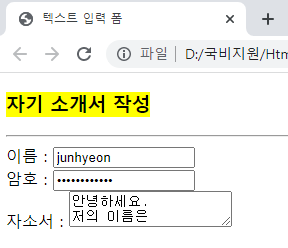 텍스트 입력 폼
파일 | D:/국비지원/Htm
자기 소개서 작성
이름 : junhyeon
암호 : ••••••••••••
자소서 : 안녕하세요.
저의 이름은